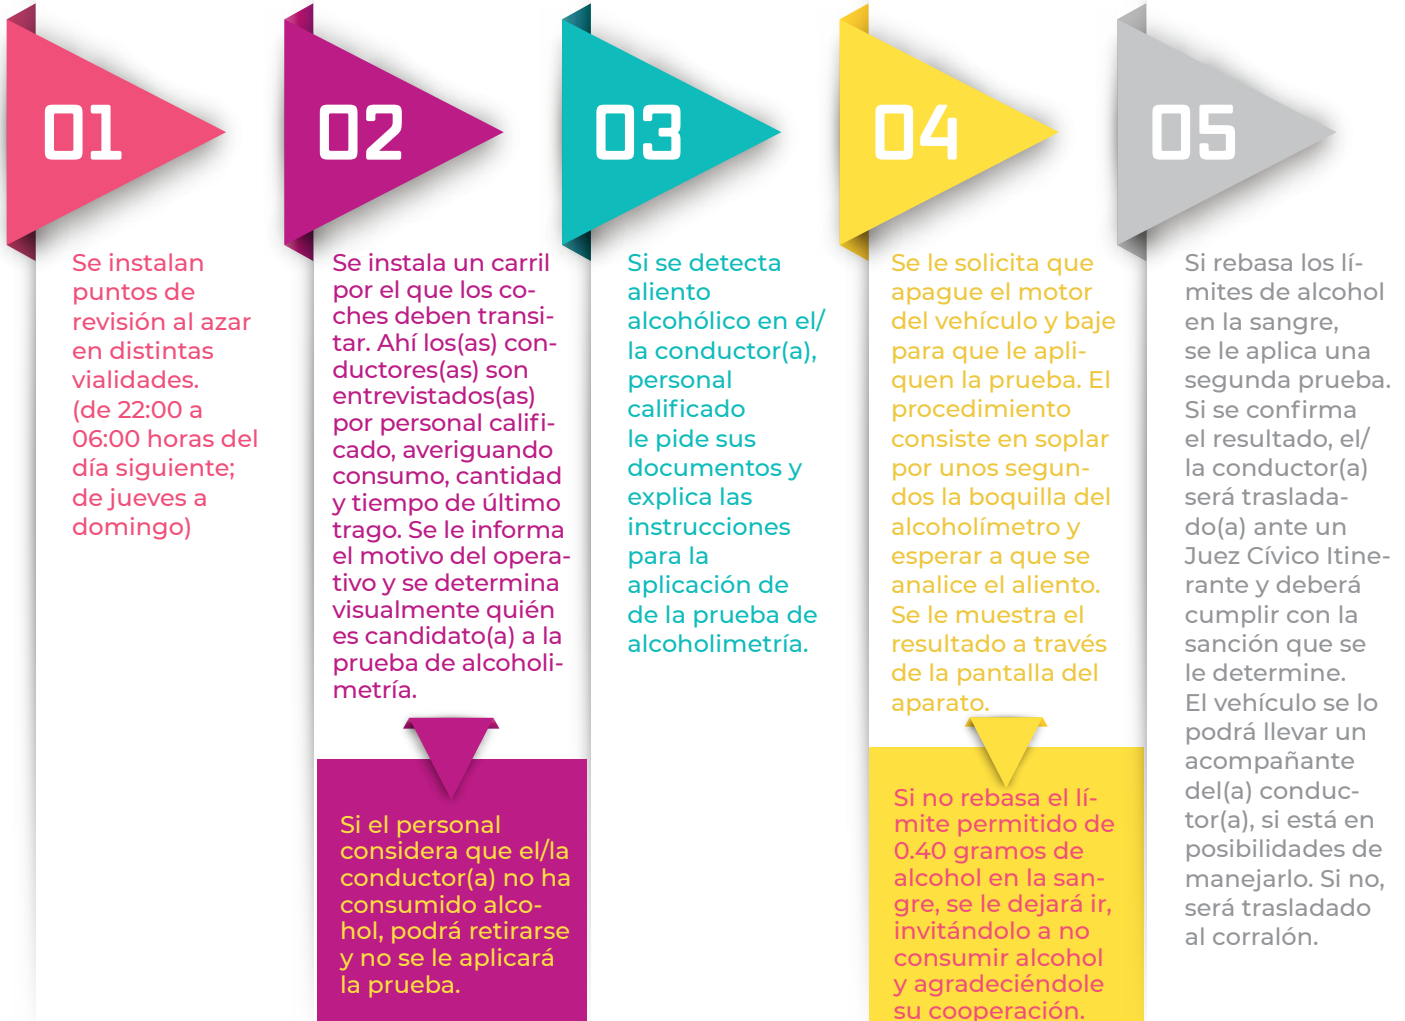 01
Se instalan
puntos de
revisión al azar
en distintas
vialidades.
(de 22:00 a
06:00 horas del
día siguiente;
de jueves a
domingo)
02
Se instala un carril
por el que los co-
ches deben transi-
tar. Ahí los(as) con-
ductores(as) son
entrevistados(as)
por personal califi-
cado, averiguando
consumo, cantidad
y tiempo de último
trago. Se le informa
el motivo del opera-
tivo y se determina
visualmente quién
es candidato(a) a la
prueba de alcoholi-
metría.
Si el personal
considera que el/la
conductor(a) no ha
consumido alco-
hol, podrá retirarse
y no se le aplicará
la prueba.
03
Si se detecta
aliento
alcohólico en el/
la conductor(a),
personal
calificado
le pide sus
documentos y
explica las
instrucciones
para la
aplicación de
de la prueba de
alcoholimetría.
04
Se le solicita que
apague el motor
del vehículo y baje
para que le apli-
quen la prueba. El
procedimiento
consiste en soplar
por unos segun-
dos la boquilla del
alcoholímetro y
esperar a que se
analice el aliento.
Se le muestra el
resultado a través
de la pantalla del
aparato.
Si no rebasa el lí-
mite permitido de
0.40 gramos de
alcohol en la san-
gre, se le dejará ir,
invitándolo a no
consumir alcohol
y agradeciéndole
su cooperación.
05
Si rebasa los lí-
mites de alcohol
en la sangre,
se le aplica una
segunda prueba.
Si se confirma
el resultado, el/
la conductor(a)
será traslada-
do(a) ante un
Juez Cívico Itine-
rante y deberá
cumplir con la
sanción que se
le determine.
El vehículo se lo
podrá llevar un
acompañante
del(a) conduc-
tor(a), si está en
posibilidades de
manejarlo. Si no,
será trasladado
al corralón.